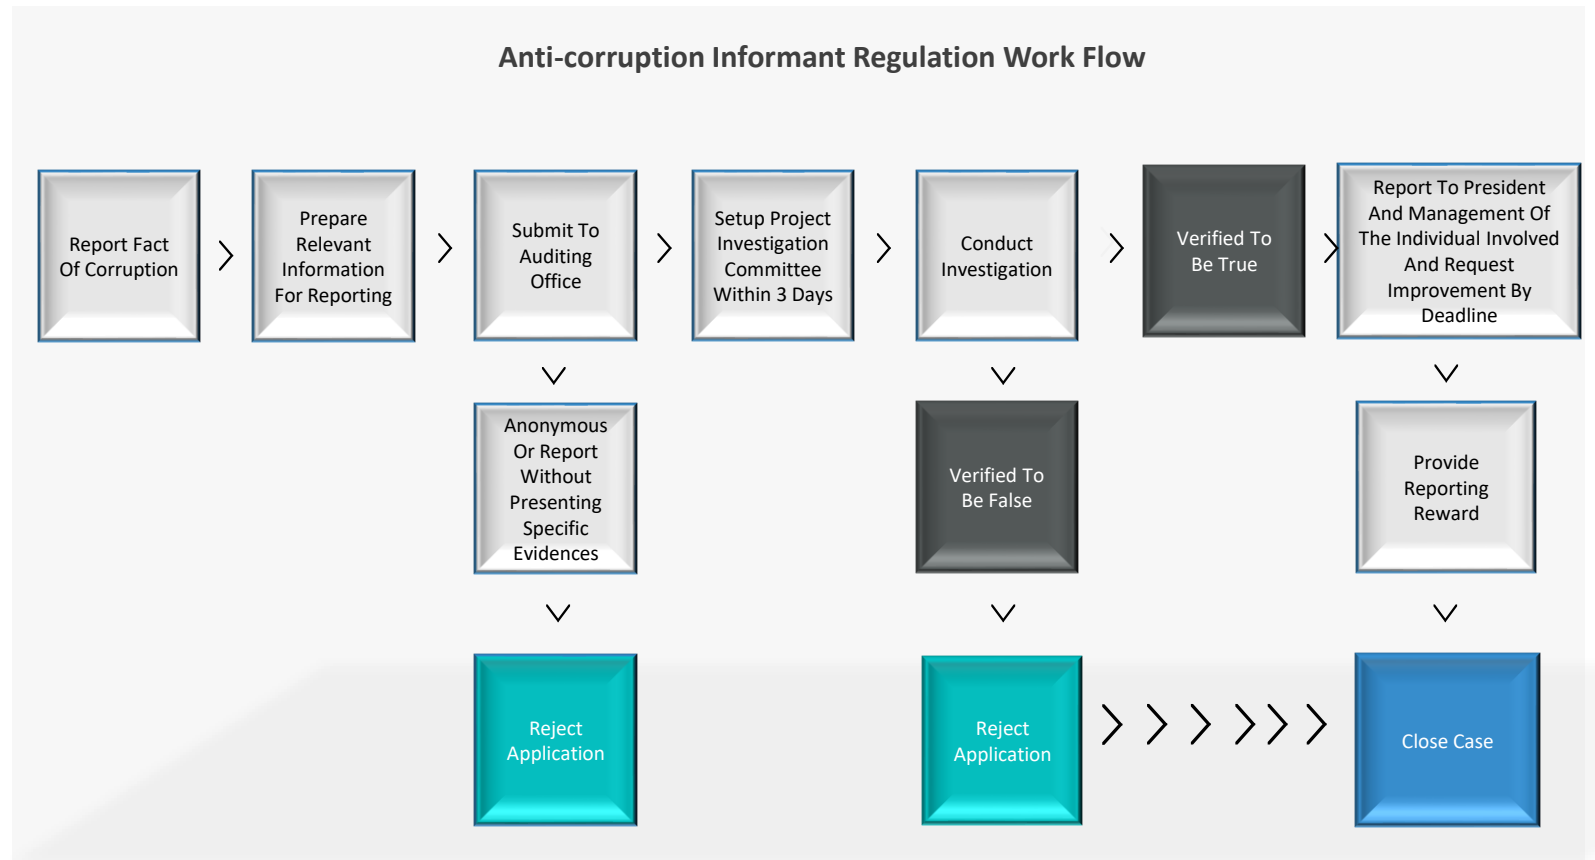 Anti-corruption Informant Regulation Work Flow
Report Fact
Of Corruption
Prepare
Relevant
Information
For Reporting
Submit To
Auditing
Office
Setup Project
Investigation
Committee
Within 3 Days
Conduct
Investigation
Verified To
Be True
Report To President
And Management Of
The Individual Involved
And Request
Improvement By
Deadline
Anonymous
Or Report
Without
Presenting
Specific
Evidences
Verified To
Be False
Provide
Reporting
Reward
Reject
Application
Reject
Application
Close Case